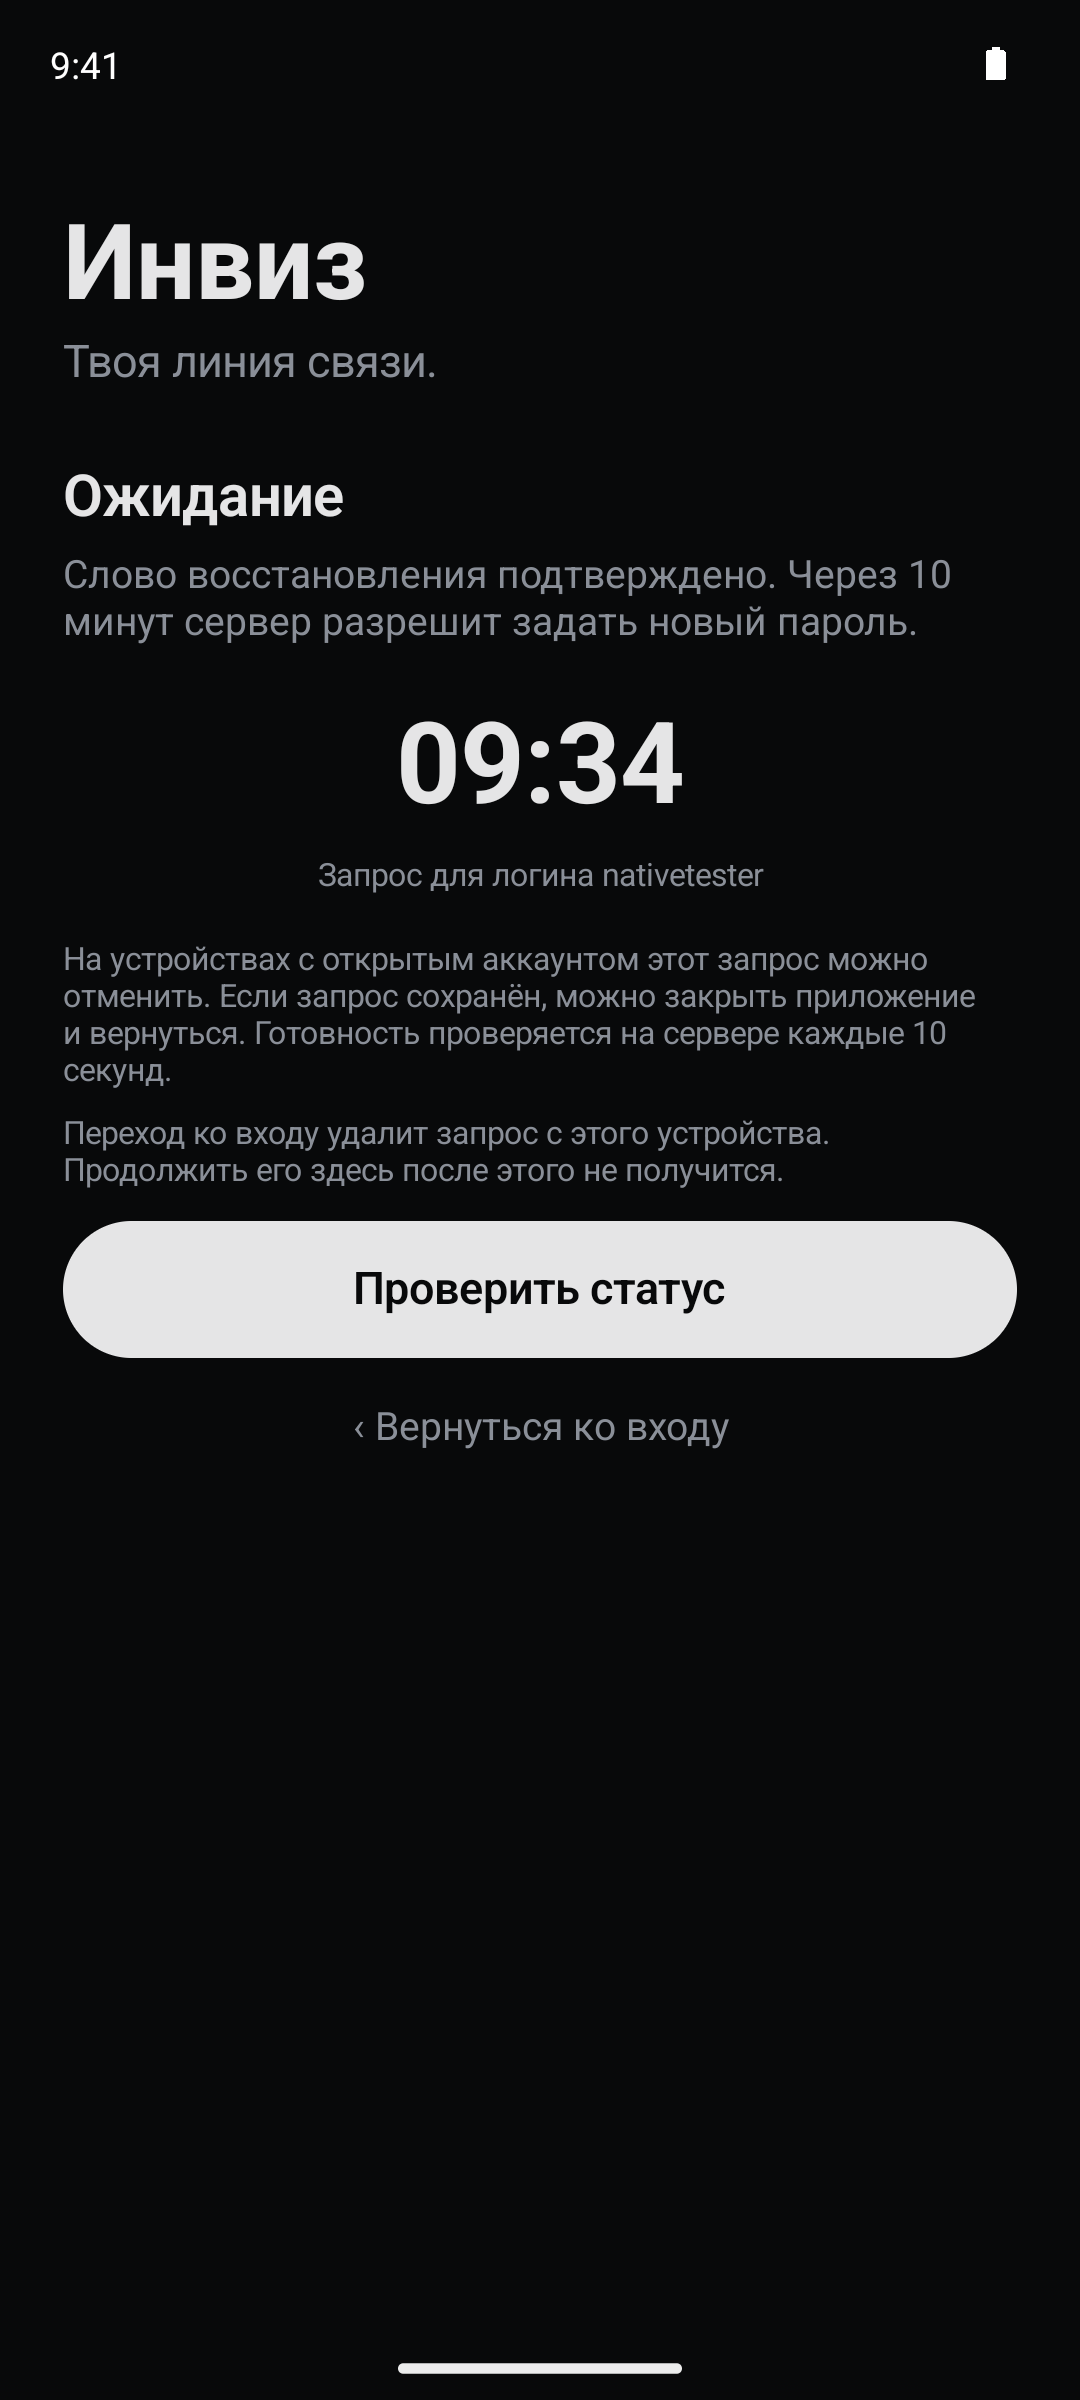 9:41
Инвиз
Твоя линия связи.
Ожидание
Слово восстановления подтверждено. Через 10
минут сервер разрешит задать новый пароль.
09:34
Запрос для логина nativetester
На устройствах с открытым аккаунтом этот запрос можно
отменить. Если запрос сохранён, можно закрыть приложение
и вернуться. Готовность проверяется на сервере каждые 10
секунд.
Переход ко входу удалит запрос с этого устройства.
Продолжить его здесь после этого не получится.
Проверить статус
‹ Вернуться ко входу